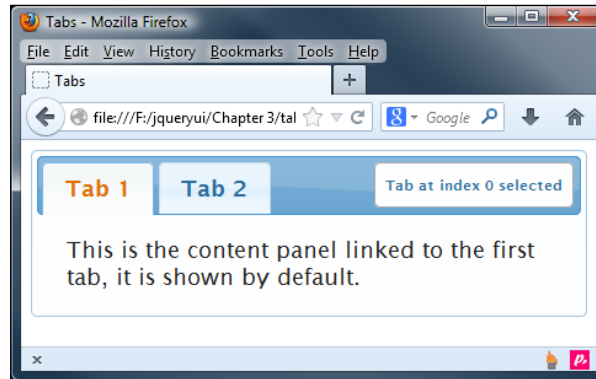 Tabs - Mozilla Firefox
File Edit View History Bookmarks Tools Help
Tabs +
file:///F:/jqueryui/Chapter 3/tal 8 Google
Tab 1 Tab 2 Tab at index 0 selected
This is the content panel linked to the first
tab, it is shown by default.
x